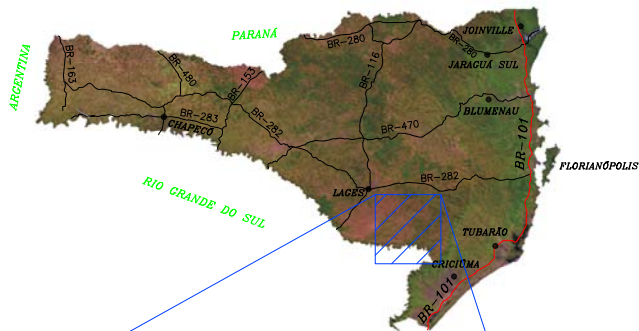 JOINVILLE
PARANÁ
BR-280
BR-280
JARAGUÁ SUL
ARGENTINA
BR-163
BR-480
BR-153
BR-116
BR-283
CHAPECÓ
BR-282
BR-470
BLUMENAU
BR-101
FLORIANÓPOLIS
RIO GRANDE DO SUL
LAGES
BR-282
TUBARÃO
CRICIÚMA
BR-101